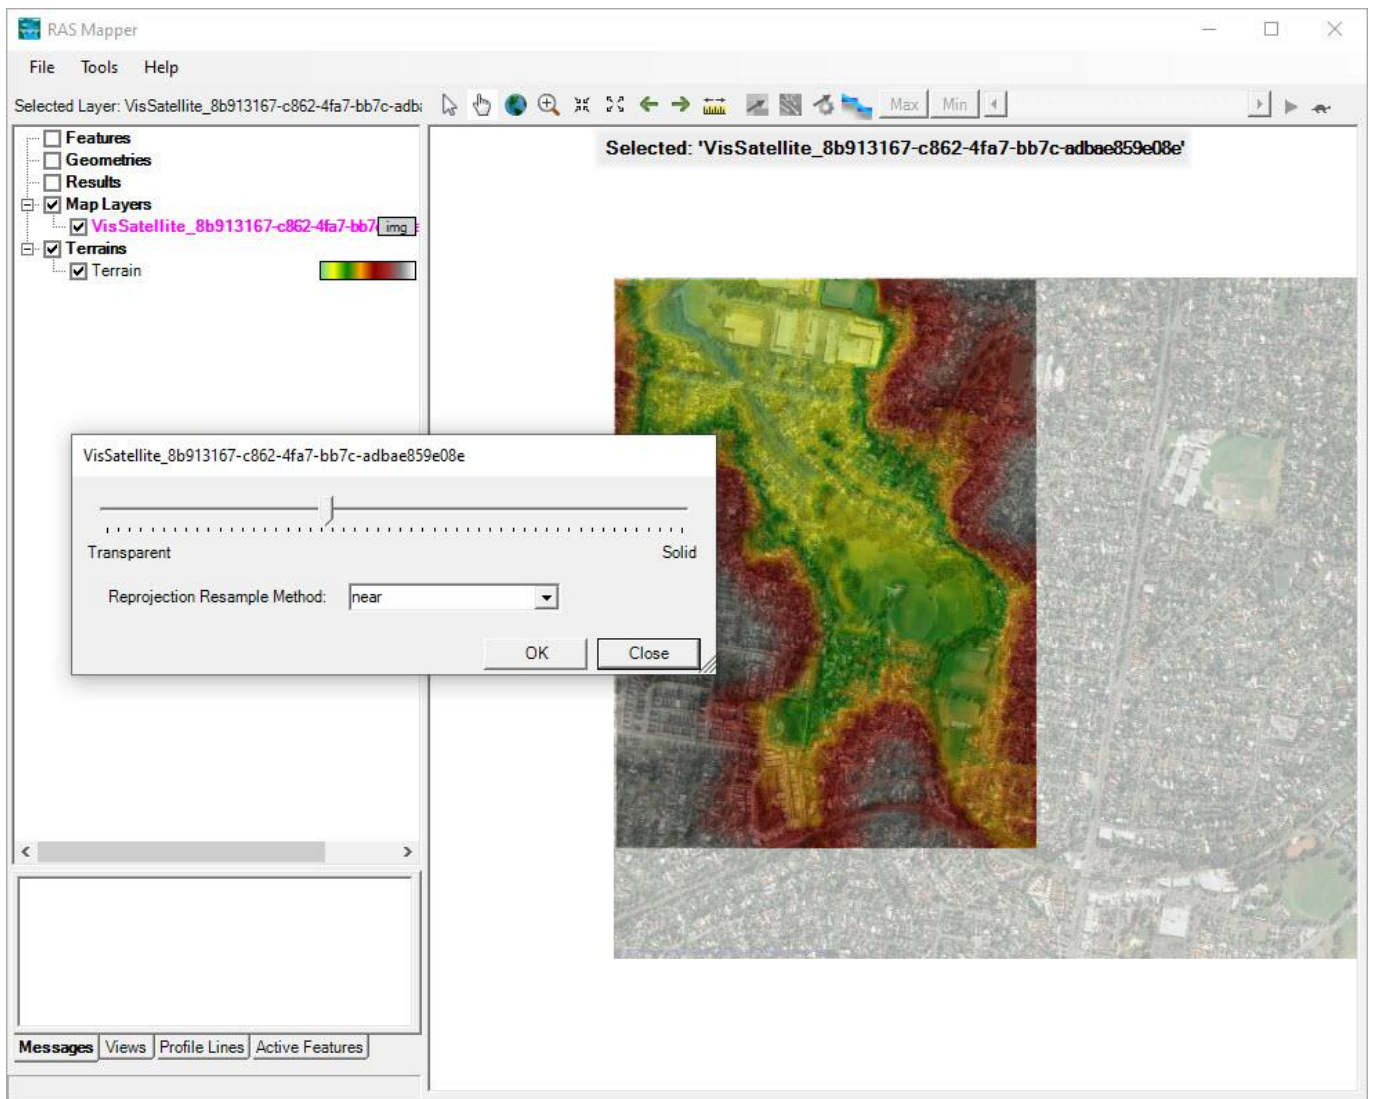 RAS Mapper
File Tools Help
Selected Layer: VisSatellite_8b913167-c862-4fa7-bb7c-adb
Max Min
Features
Geometries
Results
Map Layers
VisSatellite_8b913167-c862-4fa7-bb7 img
Terrains
Terrain
Selected: 'VisSatellite_8b913167-c862-4fa7-bb7c-adbae859e08e'
VisSatellite_8b913167-c862-4fa7-bb7c-adbae859e08e
Transparent Solid
Reprojection Resample Method: near
OK Close
Messages Views Profile Lines Active Features